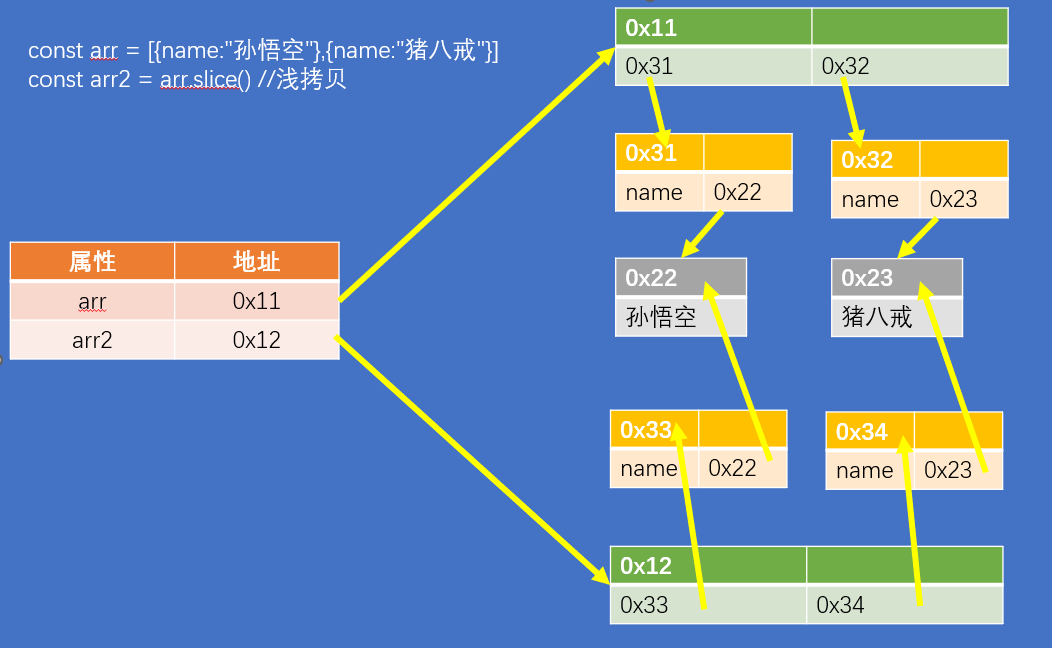 const arr = [{name:"孙悟空"},{name:"猪八戒"}]
const arr2 = arr.slice() //浅拷贝
属性 地址
arr 0x11
arr2 0x12
0x11
0x31 0x32
0x31
name 0x22
0x32
name 0x23
0x22
孙悟空
0x23
猪八戒
0x33
name 0x22
0x34
name 0x23
0x12
0x33 0x34